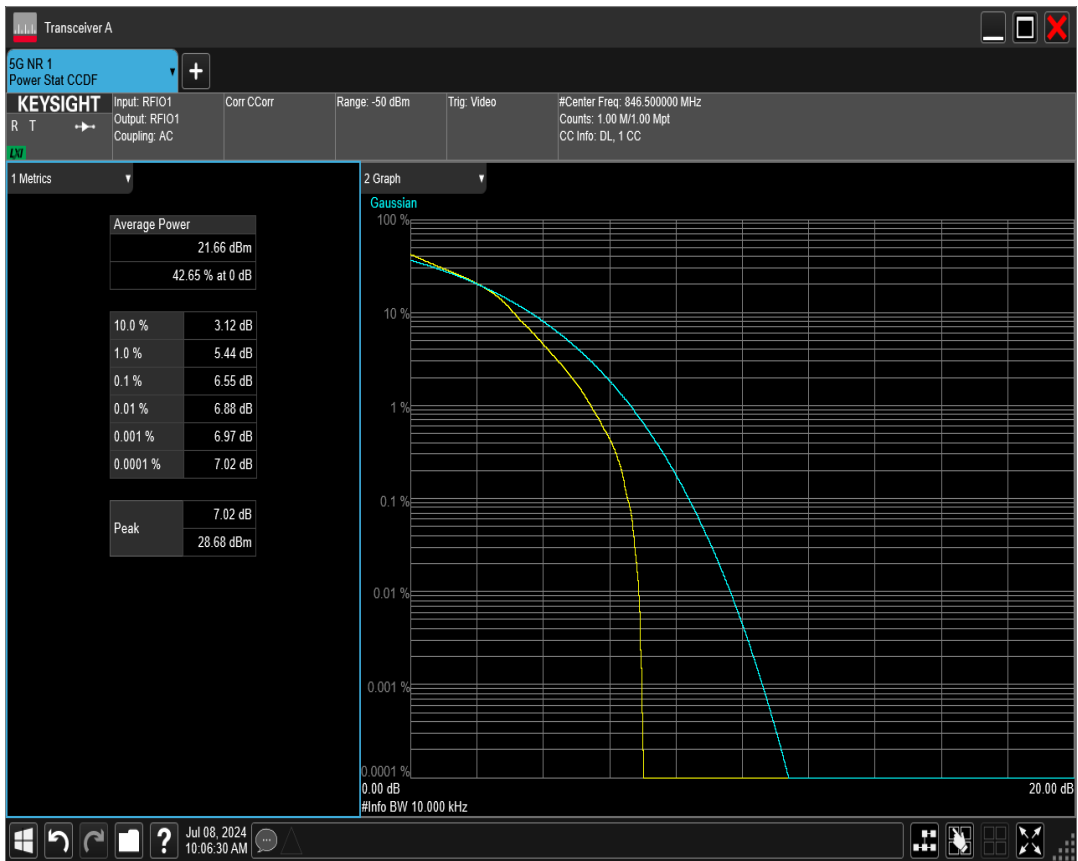 Transceiver A
5G NR 1
Power Stat CCDF
+
KEYSIGHT
R T
LXI
Input: RFIO1
Output: RFIO1
Coupling: AC
Corr CCorr
Range: -50 dBm
Trig: Video
#Center Freq: 846.500000 MHz
Counts: 1.00 M/1.00 Mpt
CC Info: DL, 1 CC
1 Metrics
Average Power
21.66 dBm
42.65 % at 0 dB
10.0 % 3.12 dB
1.0 % 5.44 dB
0.1 % 6.55 dB
0.01 % 6.88 dB
0.001 % 6.97 dB
0.0001 % 7.02 dB
Peak 7.02 dB
28.68 dBm
2 Graph
Gaussian
100 %
10 %
1 %
0.1 %
0.01 %
0.001 %
0.0001 %
0.00 dB 20.00 dB
#Info BW 10.000 kHz
?
Jul 08, 2024
10:06:30 AM